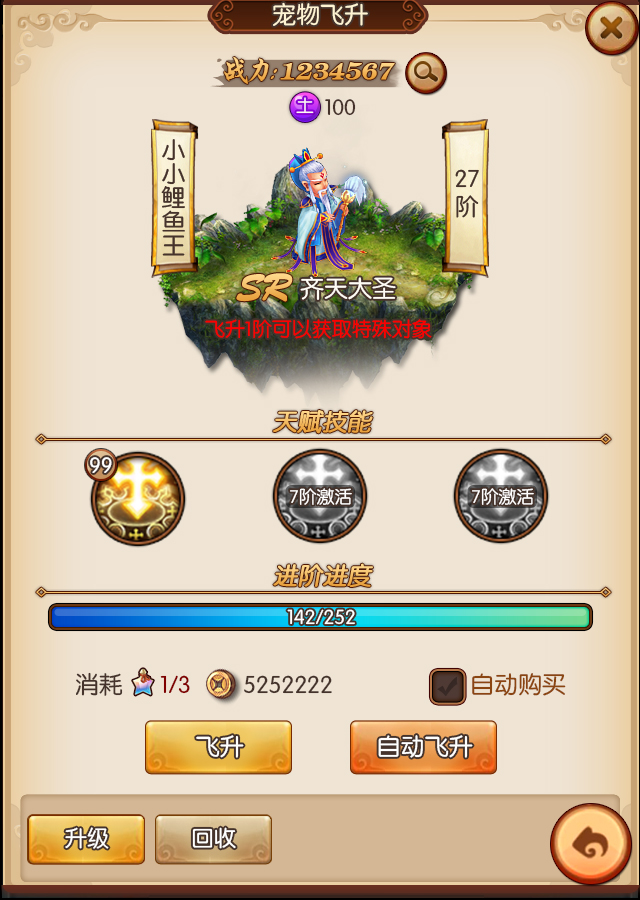 宠物飞升
战力:1234567
土 100
小小鲤鱼王
27阶
SR 齐天大圣
飞升1阶可以获取特殊对象
天赋技能
99
7阶激活
7阶激活
进阶进度
142/252
消耗 1/3 5252222 自动购买
飞升 自动飞升
升级 回收